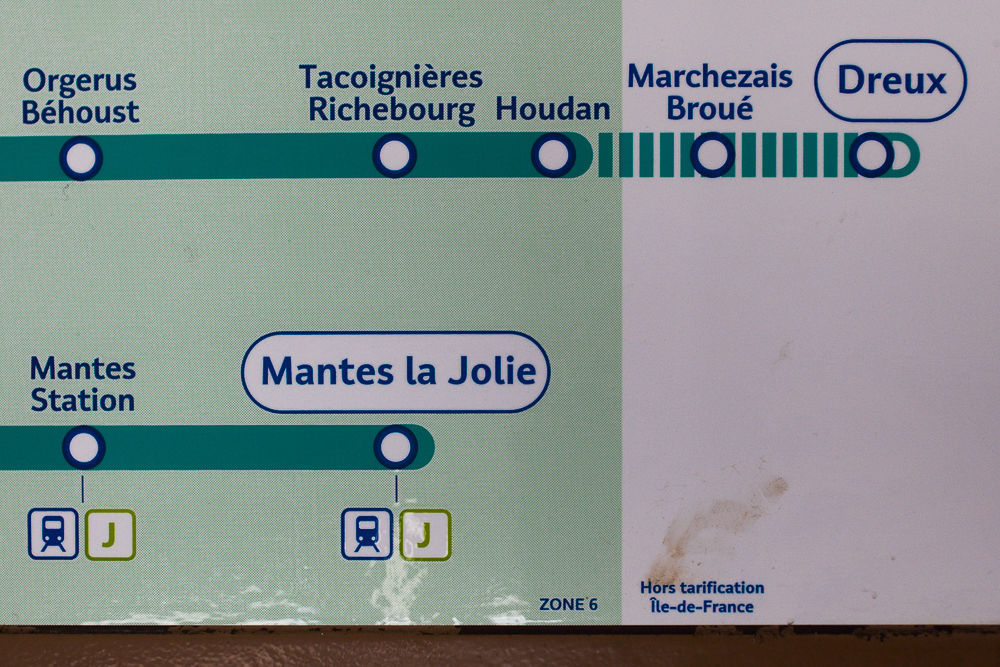 Orgerus
Béhoust
Tacoignières
Richebourg
Houdan
Marchezais
Broué
Dreux
Mantes
Station
Mantes la Jolie
J
J
ZONE 6
Hors tarification
Île-de-France